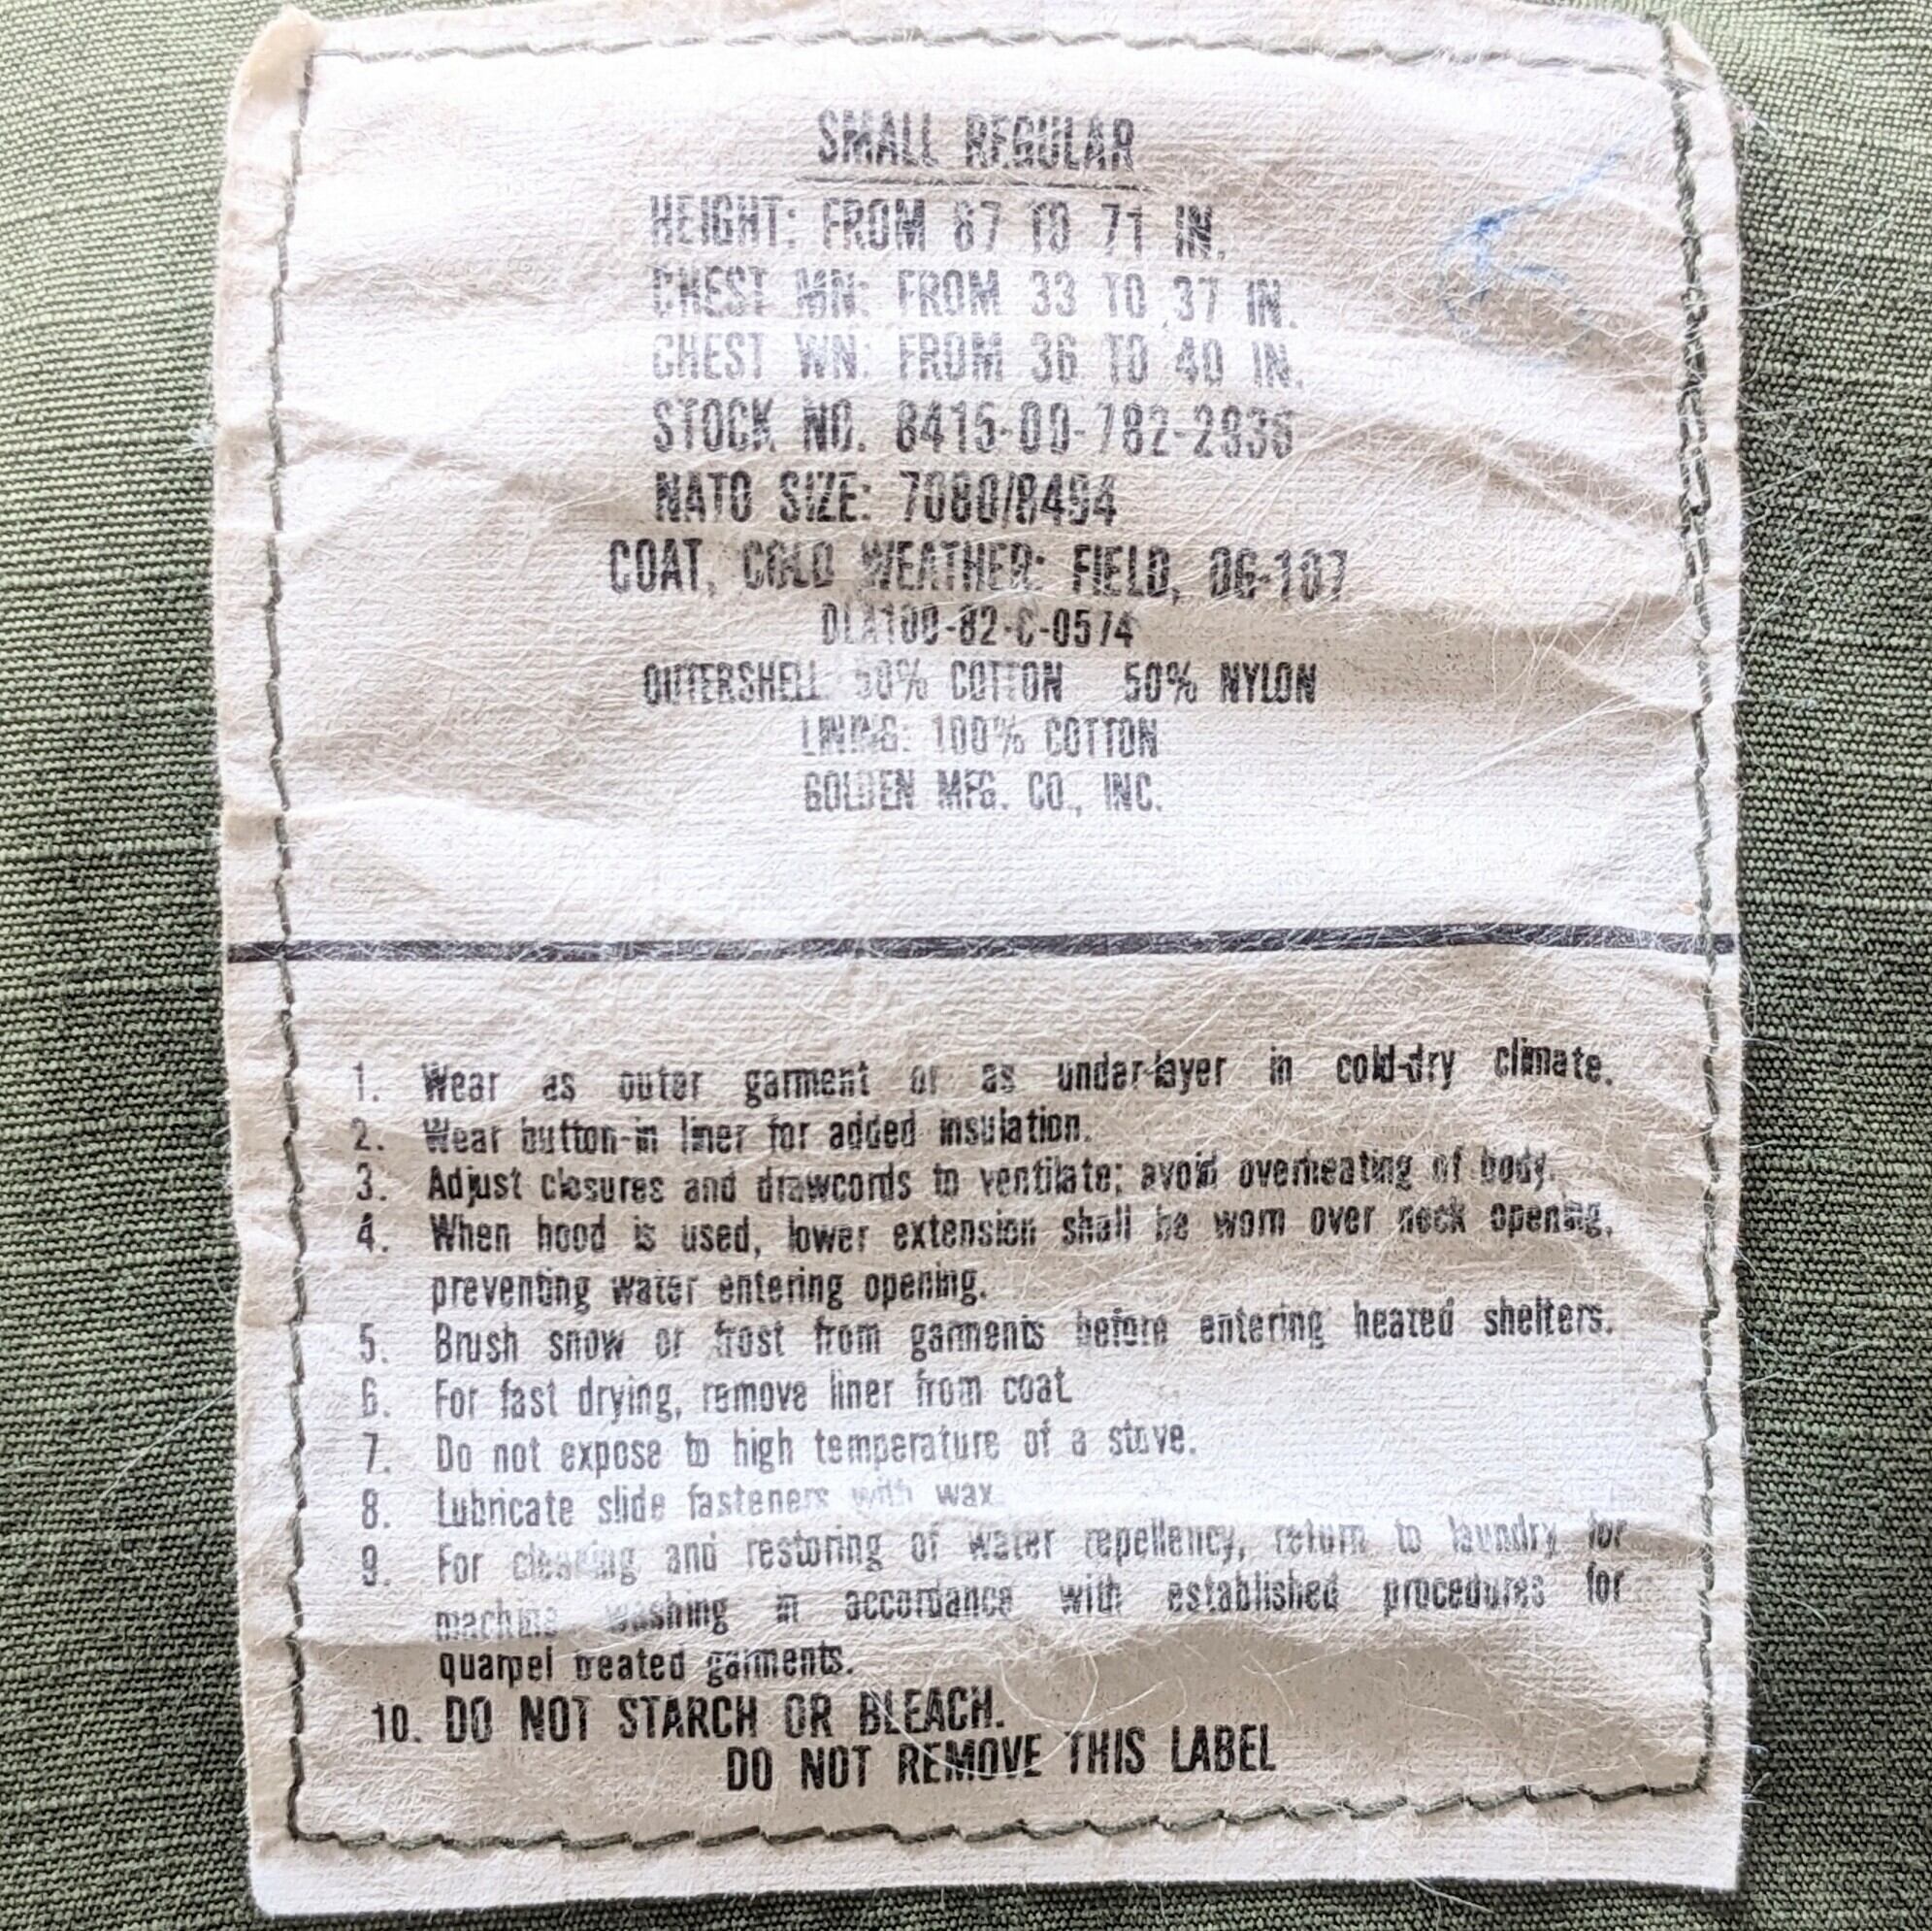 SMALL REGULAR
HEIGHT: FROM 67 TO 71 IN.
CHEST MN: FROM 33 TO 37 IN.
CHEST WN: FROM 36 TO 40 IN.
STOCK NO. 8415-00-782-2936
NATO SIZE: 7080/8494
COAT, COLD WEATHER: FIELD, OG-107
DLA100-82-C-0574
OUTERSHELL: 50% COTTON 50% NYLON
LINING: 100% COTTON
GOLDEN MFG. CO., INC.
1. Wear as outer garment or as under-layer in cold-dry climate.
2. Wear button-in liner for added insulation.
3. Adjust closures and drawcords to ventilate; avoid overheating of body.
4. When hood is used, lower extension shall be worn over neck opening,
preventing water entering opening.
5. Brush snow or frost from garments before entering heated shelters.
6. For fast drying, remove liner from coat.
7. Do not expose to high temperature of a stove.
8. Lubricate slide fasteners with wax.
9. For cleaning and restoring of water repellency, return to laundry for
machine washing in accordance with established procedures for
quarpel treated garments.
10. DO NOT STARCH OR BLEACH.
DO NOT REMOVE THIS LABEL